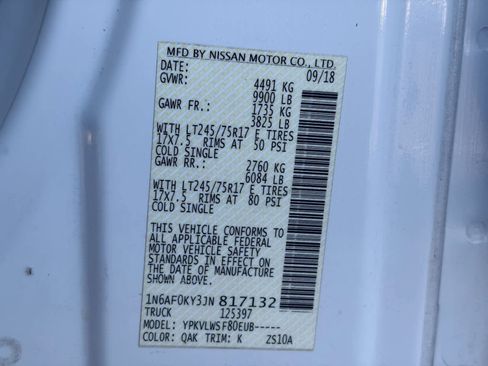 MFD BY NISSAN MOTOR CO., LTD.
DATE: 09/18
GVWR: 4491 KG
9900 LB
GAWR FR.: 1735 KG
3825 LB
WITH LT245/75R17 E TIRES
17X7.5 RIMS AT 50 PSI
COLD SINGLE
GAWR RR.: 2760 KG
6084 LB
WITH LT245/75R17 E TIRES
17X7.5 RIMS AT 80 PSI
COLD SINGLE
THIS VEHICLE CONFORMS TO
ALL APPLICABLE FEDERAL
MOTOR VEHICLE SAFETY
STANDARDS IN EFFECT ON
THE DATE OF MANUFACTURE
SHOWN ABOVE.
1N6AF0KY3JN817132
TRUCK 125397
MODEL: YPKVLWSF80EUB-----
COLOR: QAK TRIM: K ZS10A